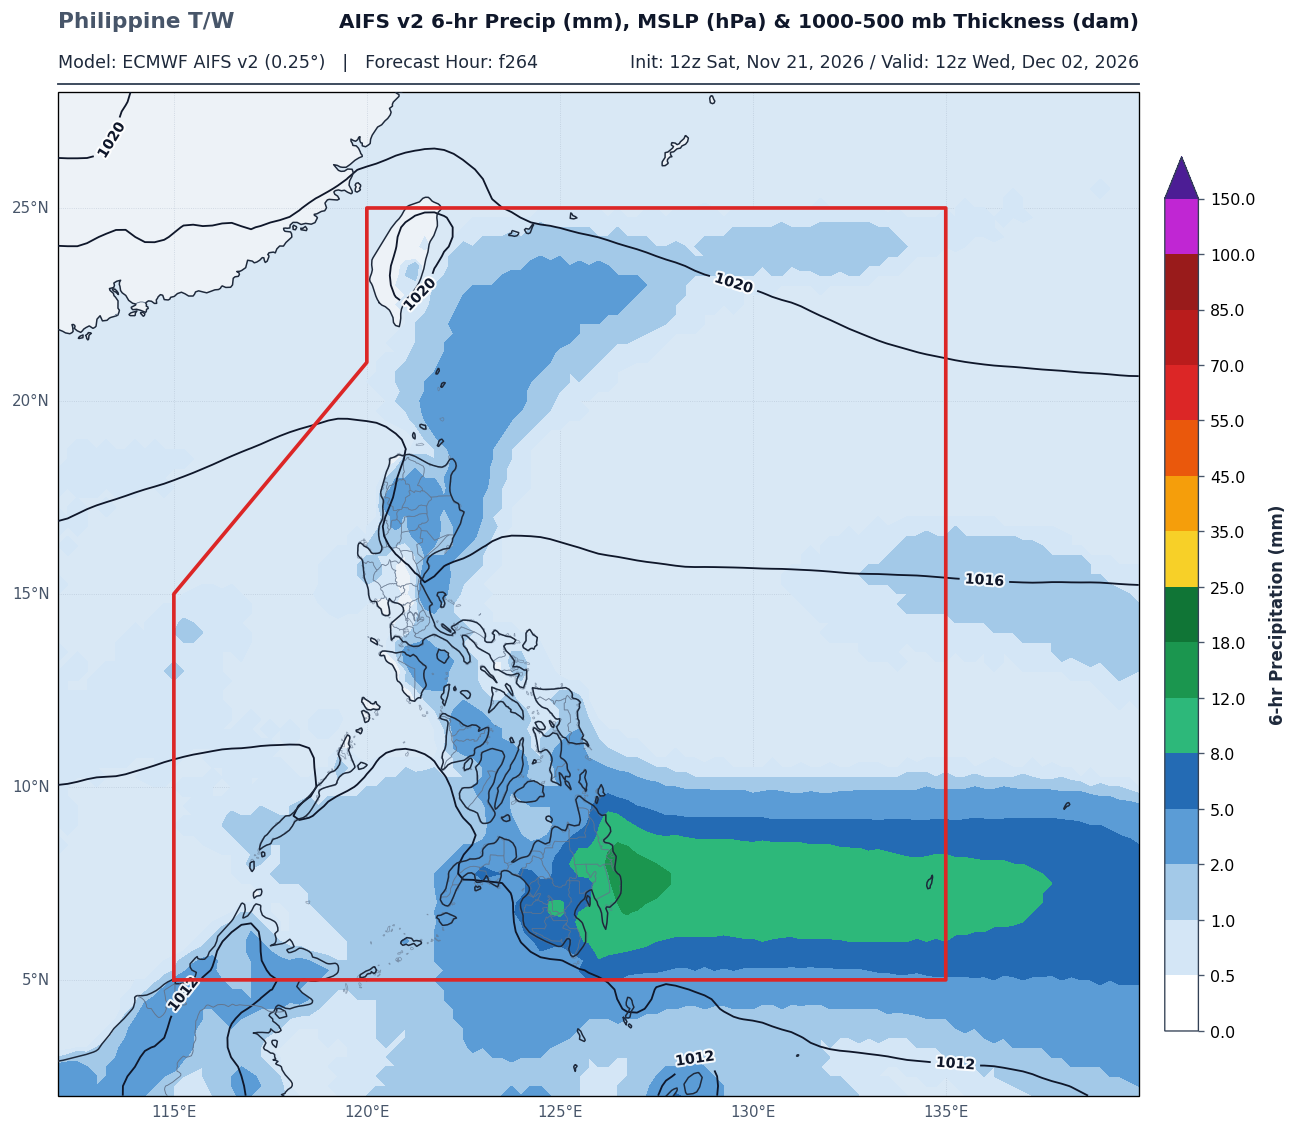 Philippine T/W
AIFS v2 6-hr Precip (mm), MSLP (hPa) & 1000-500 mb Thickness (dam)
Model: ECMWF AIFS v2 (0.25°) | Forecast Hour: f264
Init: 12z Sat, Nov 21, 2026 / Valid: 12z Wed, Dec 02, 2026
1020
25°N
1020
1020
20°N
1016
15°N
10°N
5°N
1012
1012
1012
115°E
120°E
125°E
130°E
135°E
150.0
100.0
85.0
70.0
55.0
45.0
35.0
25.0
18.0
12.0
8.0
5.0
2.0
1.0
0.5
0.0
6-hr Precipitation (mm)